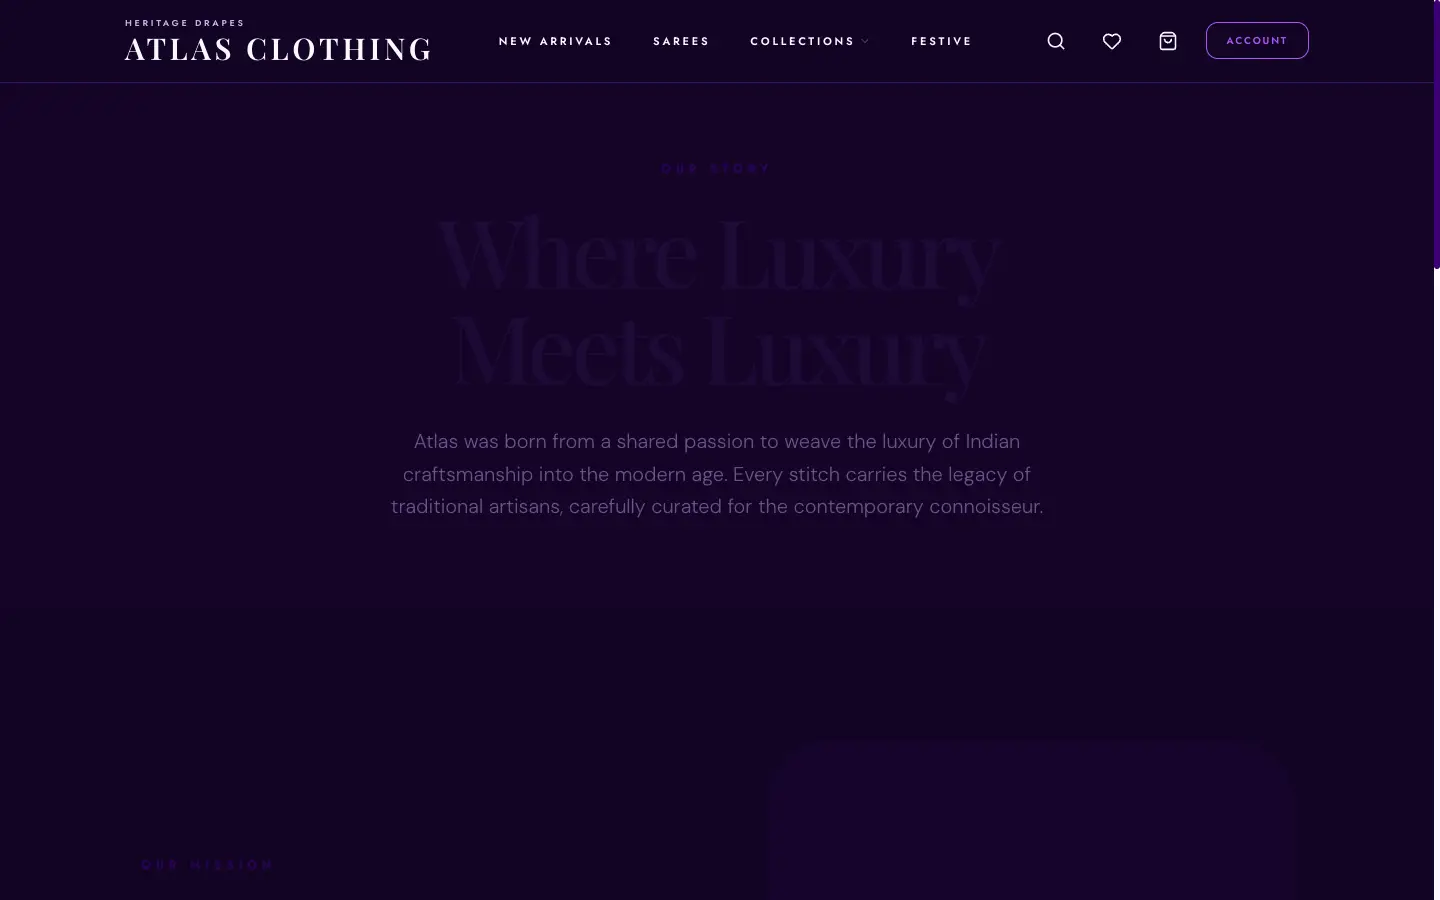 HERITAGE DRAPES
ATLAS CLOTHING
NEW ARRIVALS
SAREES
COLLECTIONS
FESTIVE
ACCOUNT
OUR STORY
Where Luxury
Meets Luxury
Atlas was born from a shared passion to weave the luxury of Indian
craftsmanship into the modern age. Every stitch carries the legacy of
traditional artisans, carefully curated for the contemporary connoisseur.
OUR MISSION